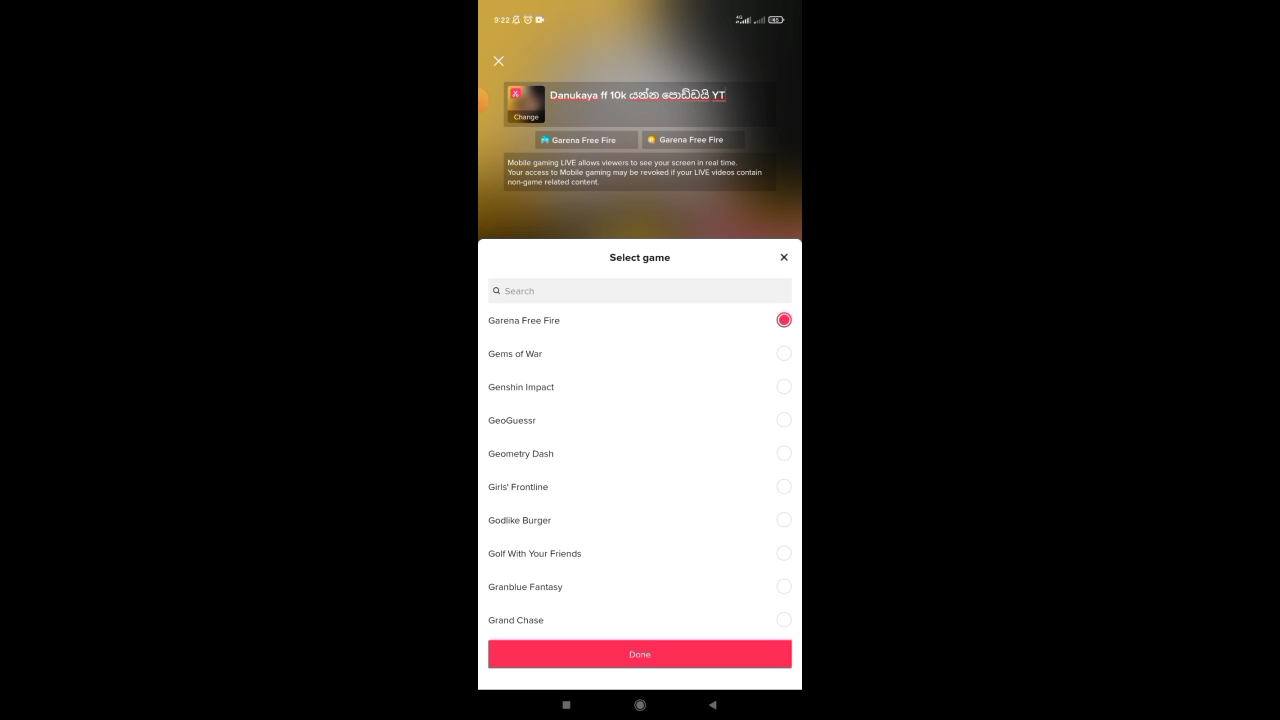 9:22
4G
45
Danukaya ff 10k යන්න පොඩ්ඩයි YT
Change
Garena Free Fire
Garena Free Fire
Mobile gaming LIVE allows viewers to see your screen in real time.
Your access to Mobile gaming may be revoked if your LIVE videos contain
non-game related content.
Select game
Search
Garena Free Fire
Gems of War
Genshin Impact
GeoGuessr
Geometry Dash
Girls' Frontline
Godlike Burger
Golf With Your Friends
Granblue Fantasy
Grand Chase
Done